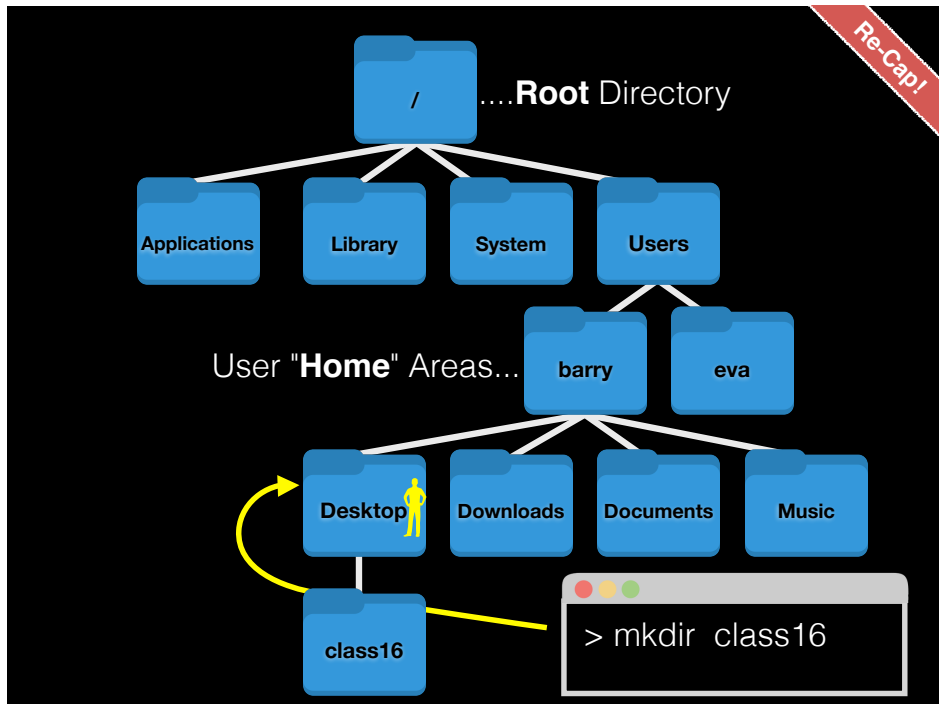 Re-Cap!
/
....Root Directory
Applications
Library
System
Users
User "Home" Areas...
barry
eva
Desktop
Downloads
Documents
Music
class16
> mkdir class16